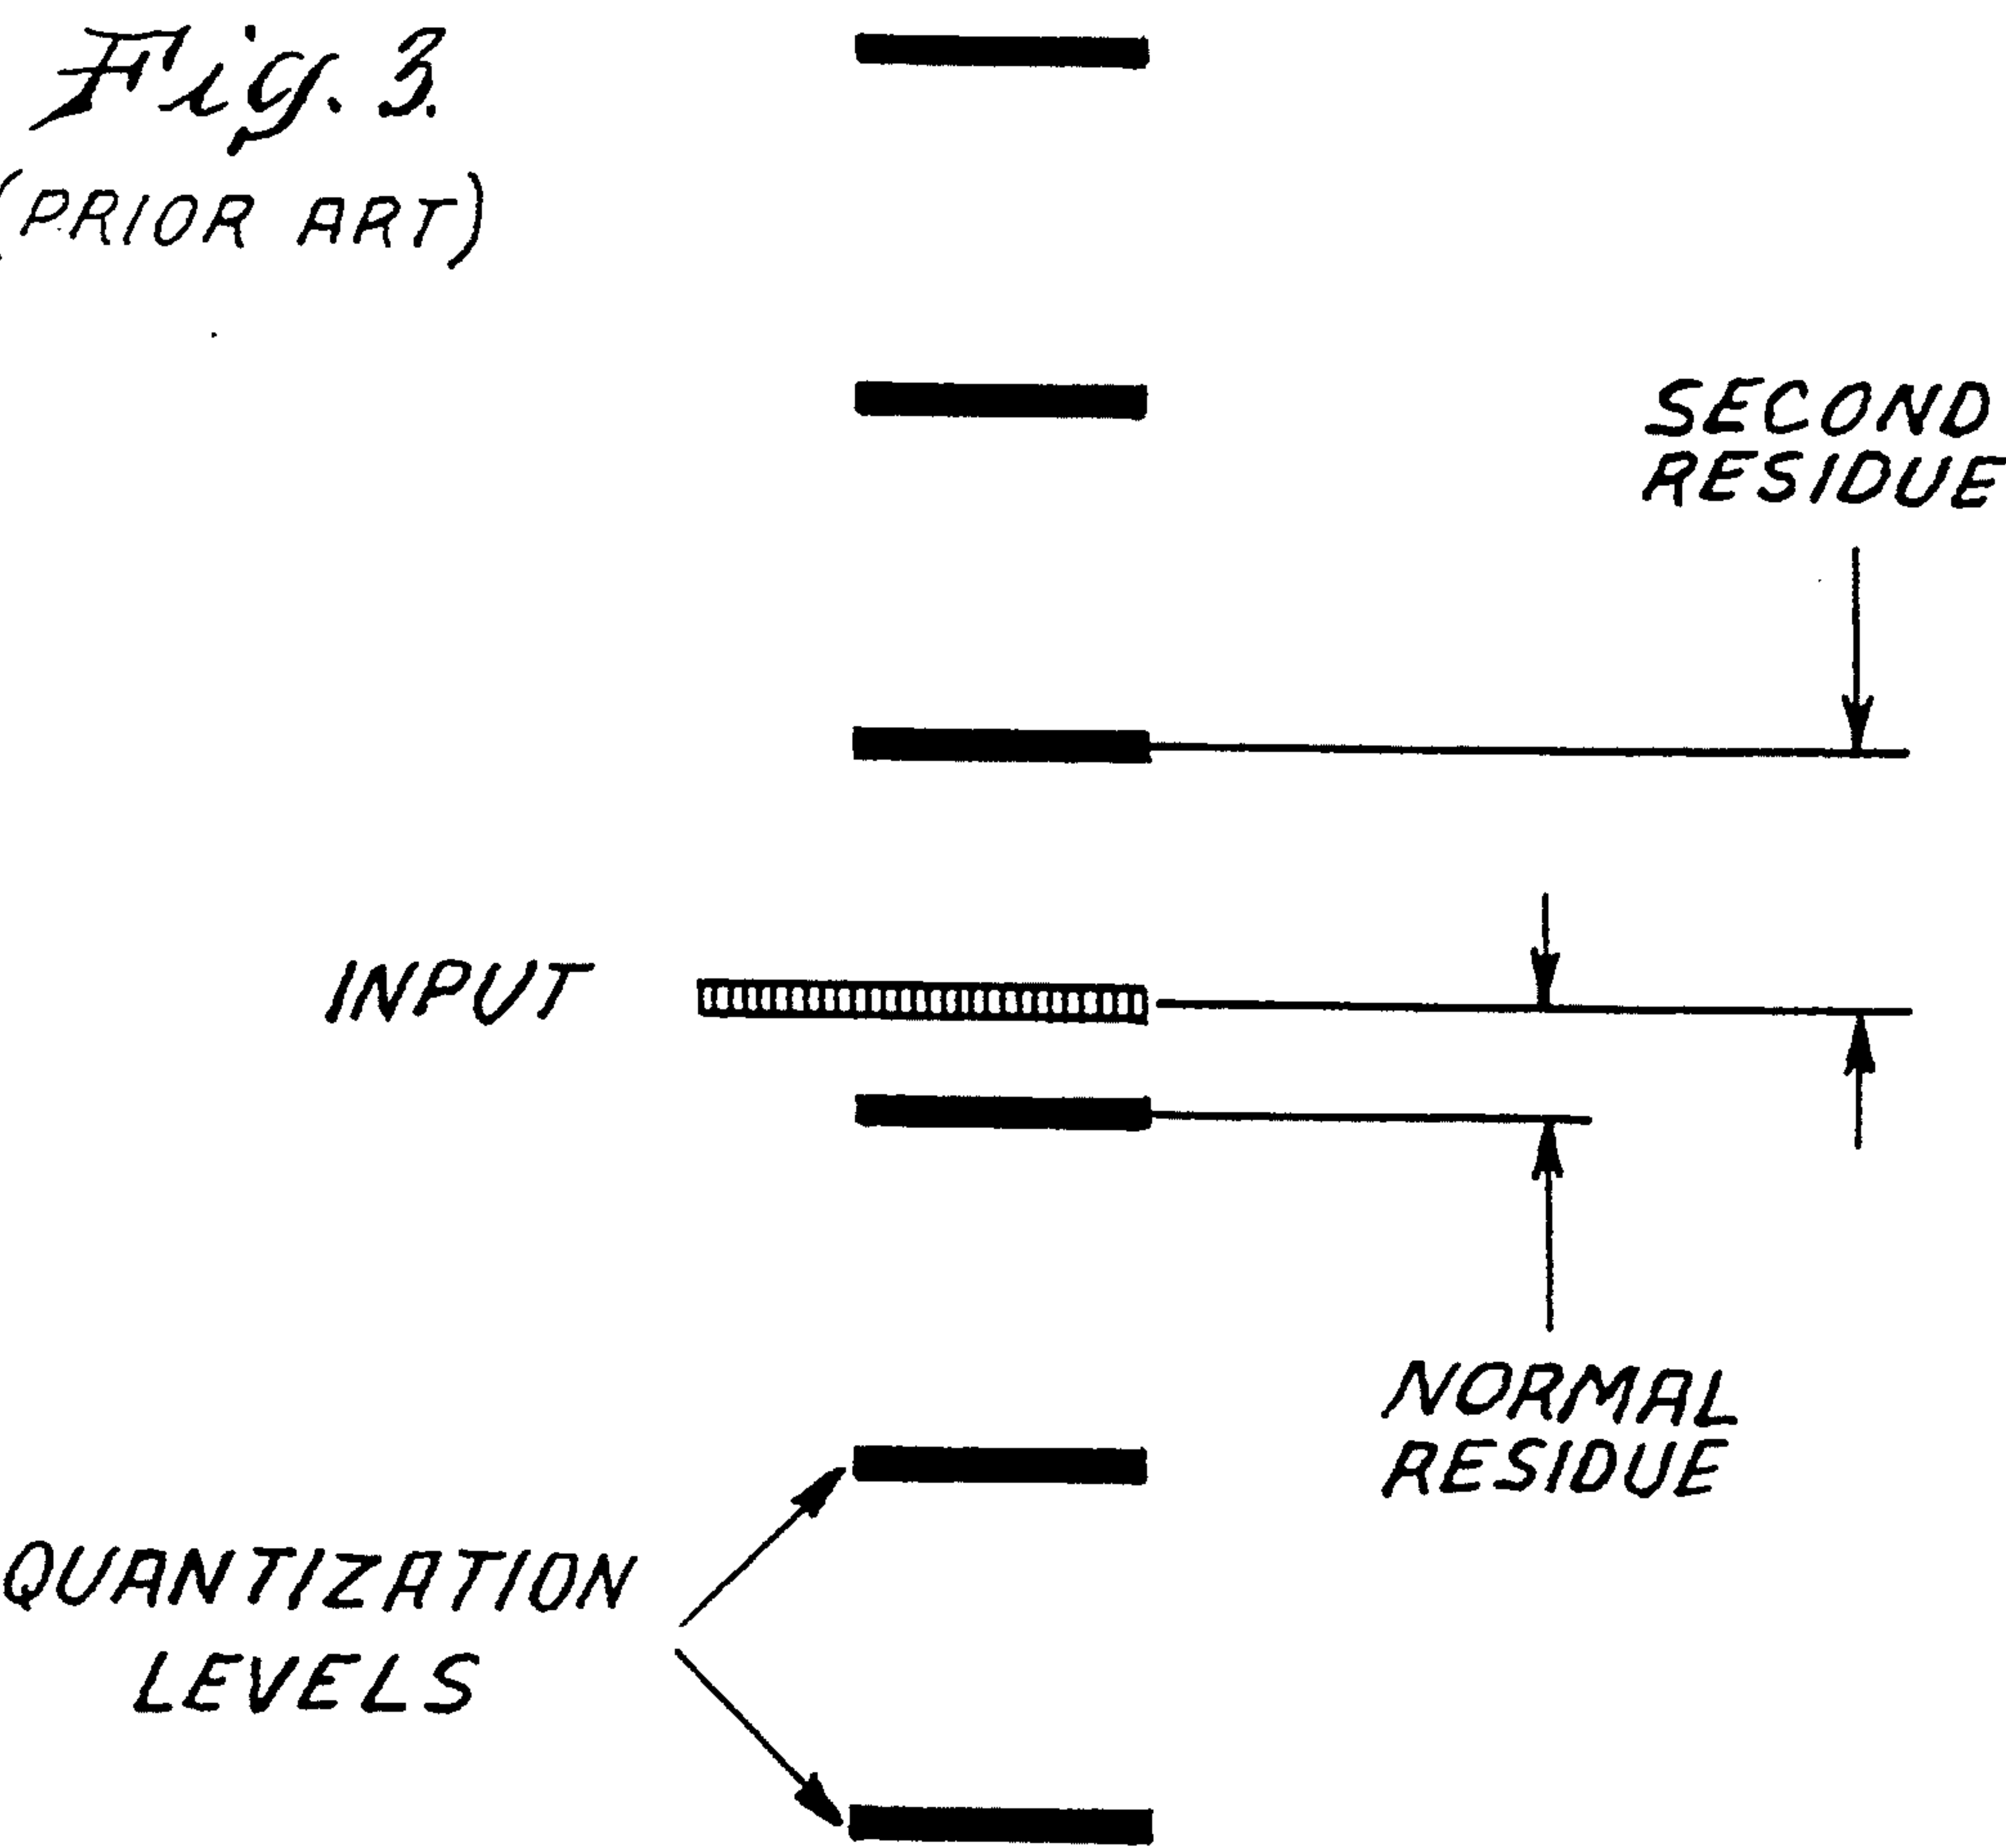 Fig. 3.
(PRIOR ART)
SECOND
RESIDUE
INPUT
NORMAL
RESIDUE
QUANTIZATION
LEVELS